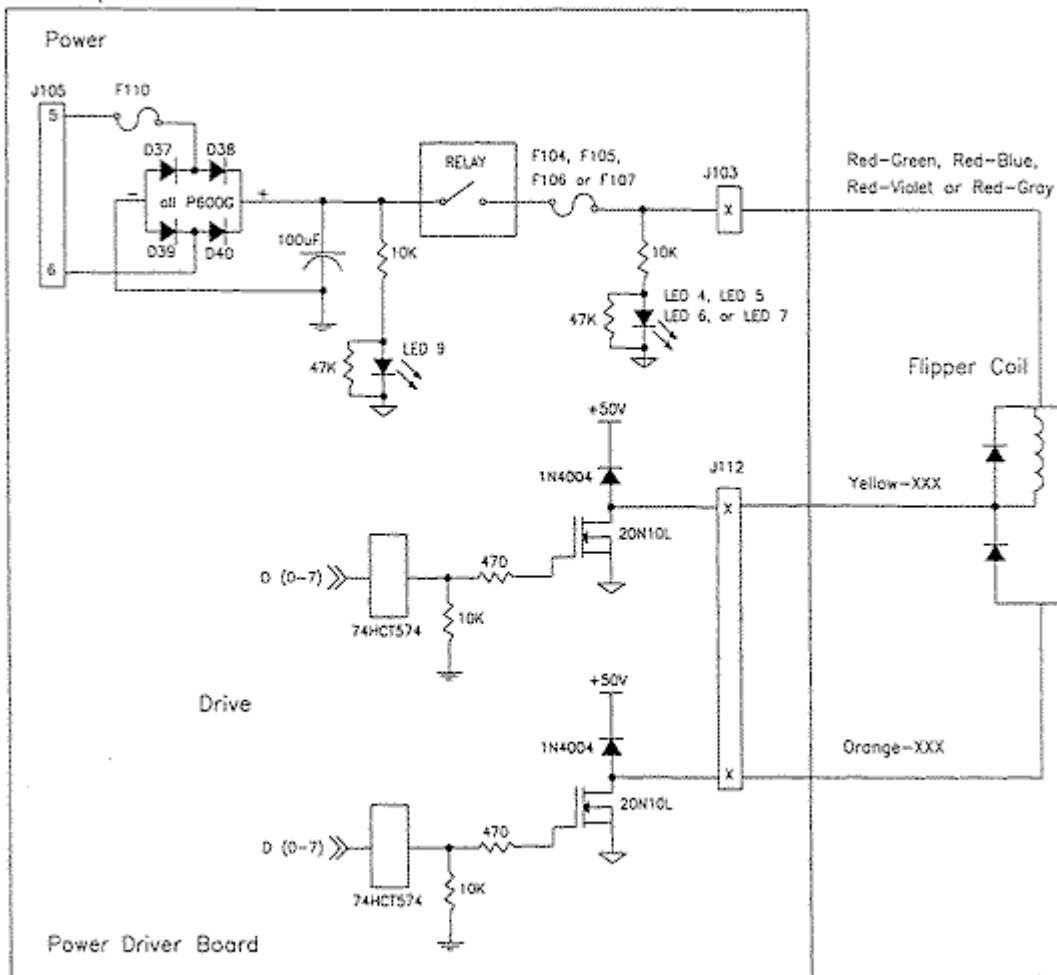 Power
J105
F110
5
D37
D38
-
+
all P600G
D39
D40
6
100uF
10K
47K
LED 9
RELAY
F104, F105,
F106 or F107
J103
X
10K
47K
LED 4, LED 5
LED 6, or LED 7
Red-Green, Red-Blue,
Red-Violet or Red-Gray
Flipper Coil
+50V
1N4004
J112
X
Yellow-XXX
20N10L
D (0-7)
74HCT574
470
10K
Drive
+50V
1N4004
X
Orange-XXX
20N10L
D (0-7)
74HCT574
470
10K
Power Driver Board